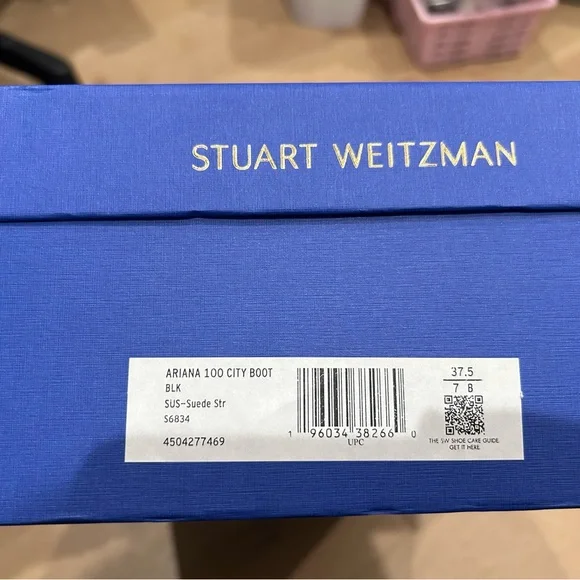 STUART WEITZMAN
ARIANA 100 CITY BOOT
BLK
SUS-Suede Str
S6834
4504277469
1 96034 38266 0
UPC
37.5
7 B
THE SW SHOE CARE GUIDE.
GET IT HERE